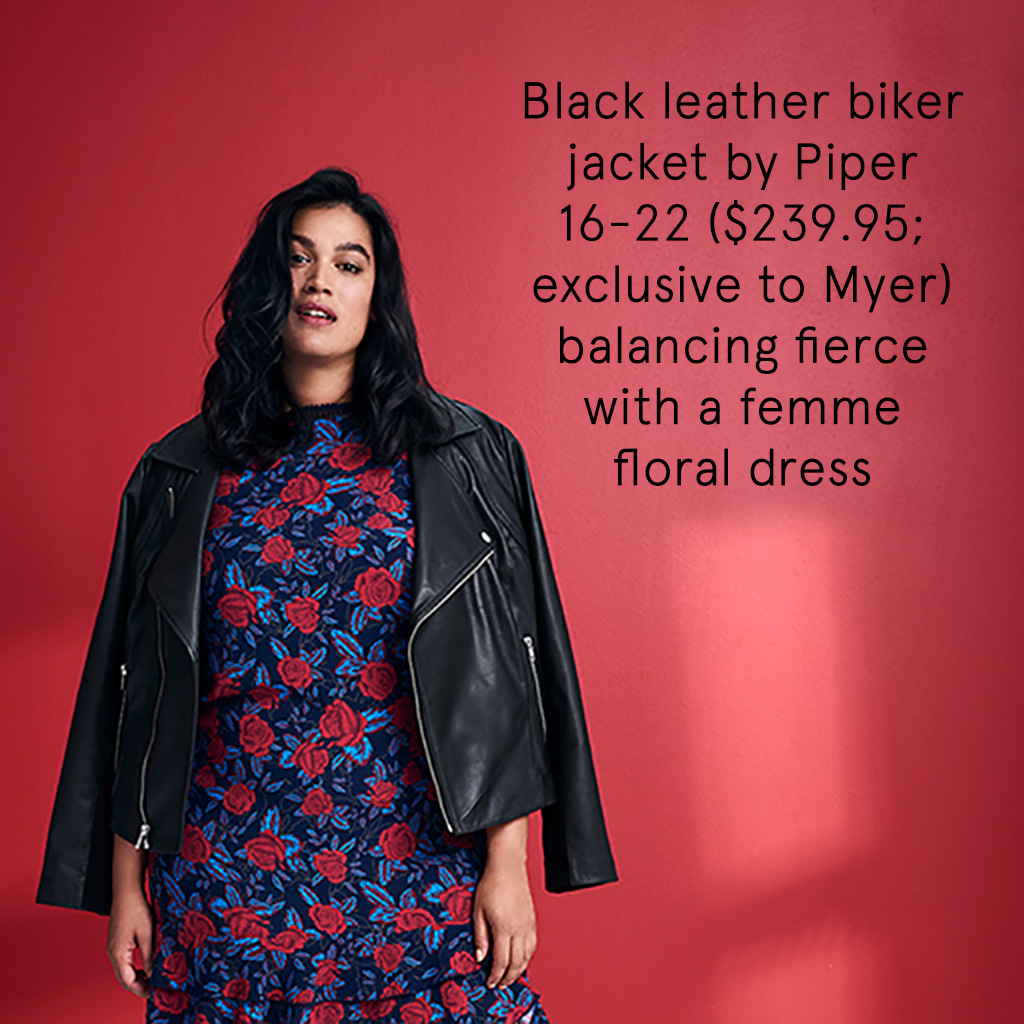 Black leather biker
jacket by Piper
16-22 ($239.95;
exclusive to Myer)
balancing fierce
with a femme
floral dress